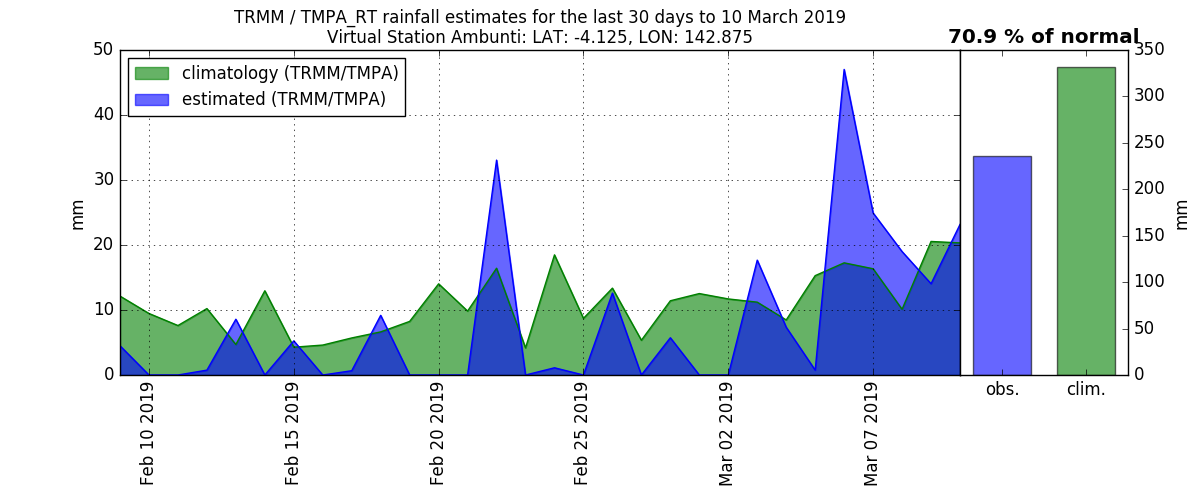 TRMM / TMPA_RT rainfall estimates for the last 30 days to 10 March 2019
Virtual Station Ambunti: LAT: -4.125, LON: 142.875
70.9 % of normal
climatology (TRMM/TMPA)
estimated (TRMM/TMPA)
50
40
30
20
10
0
mm
Feb 10 2019
Feb 15 2019
Feb 20 2019
Feb 25 2019
Mar 02 2019
Mar 07 2019
obs.
clim.
350
300
250
200
150
100
50
0
mm